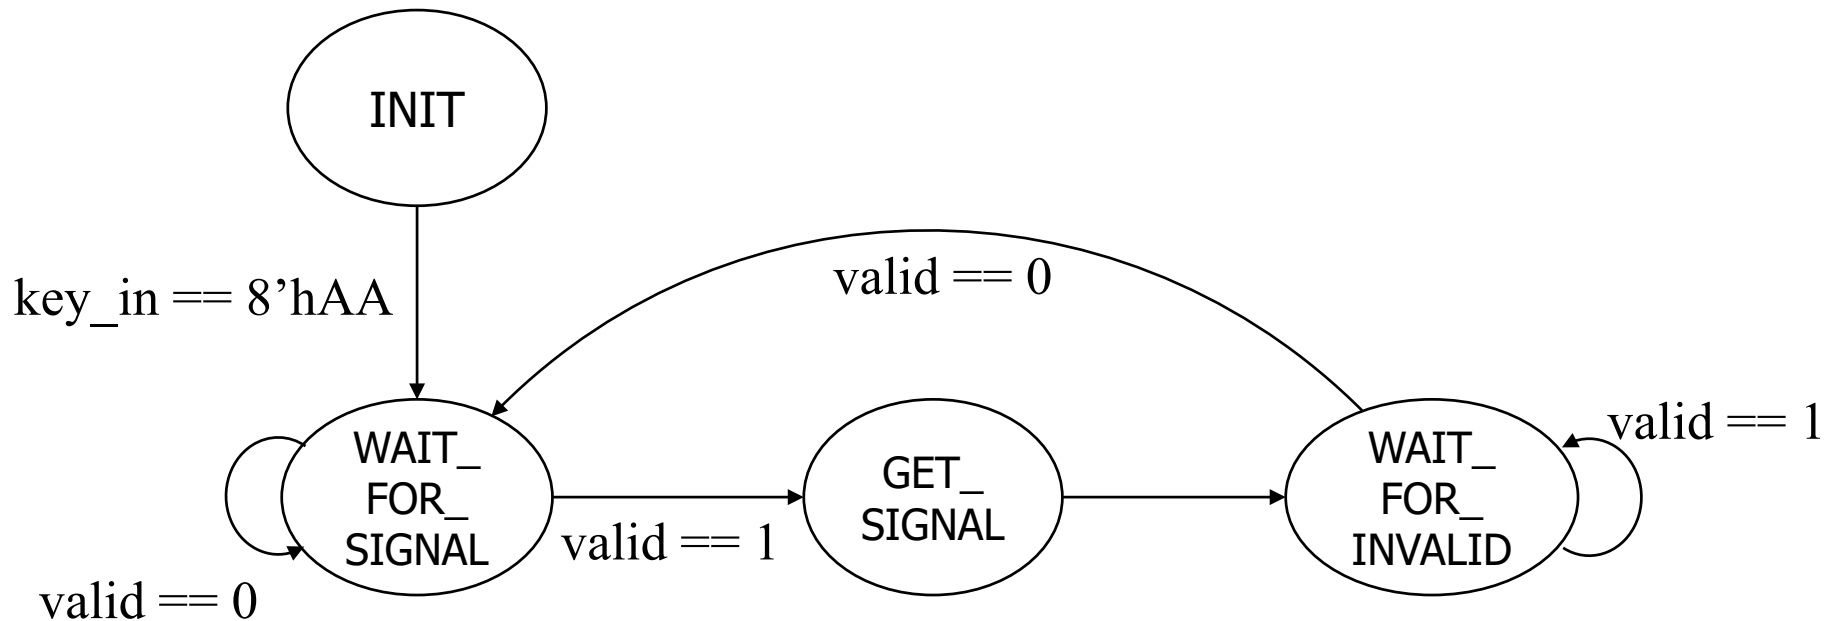 INIT
key_in == 8’hAA
valid == 0
WAIT_
FOR_
SIGNAL
valid == 0
valid == 1
GET_
SIGNAL
WAIT_
FOR_
INVALID
valid == 1